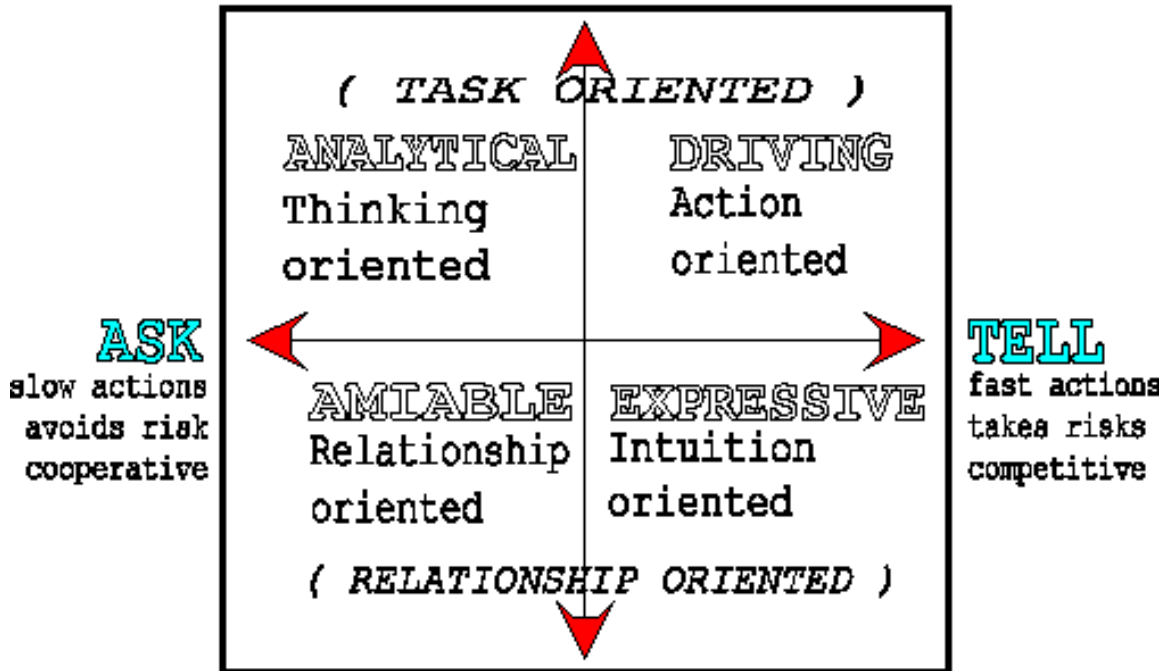 ( TASK ORIENTED )
ANALYTICAL
Thinking
oriented
DRIVING
Action
oriented
ASK
slow actions
avoids risk
cooperative
TELL
fast actions
takes risks
competitive
AMIABLE
Relationship
oriented
EXPRESSIVE
Intuition
oriented
( RELATIONSHIP ORIENTED )